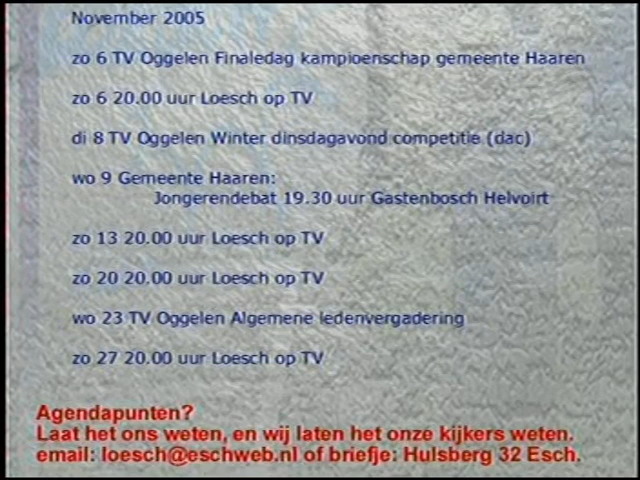 November 2005
zo 6 TV Oggelen Finaledag kampioenschap gemeente Haaren
zo 6 20.00 uur Loesch op TV
di 8 TV Oggelen Winter dinsdagavond competitie (dac)
wo 9 Gemeente Haaren:
Jongerendebat 19.30 uur Gastenbosch Helvoirt
zo 13 20.00 uur Loesch op TV
zo 20 20.00 uur Loesch op TV
wo 23 TV Oggelen Algemene ledenvergadering
zo 27 20.00 uur Loesch op TV
Agendapunten?
Laat het ons weten, en wij laten het onze kijkers weten.
email: loesch@eschweb.nl of briefje: Hulsberg 32 Esch.